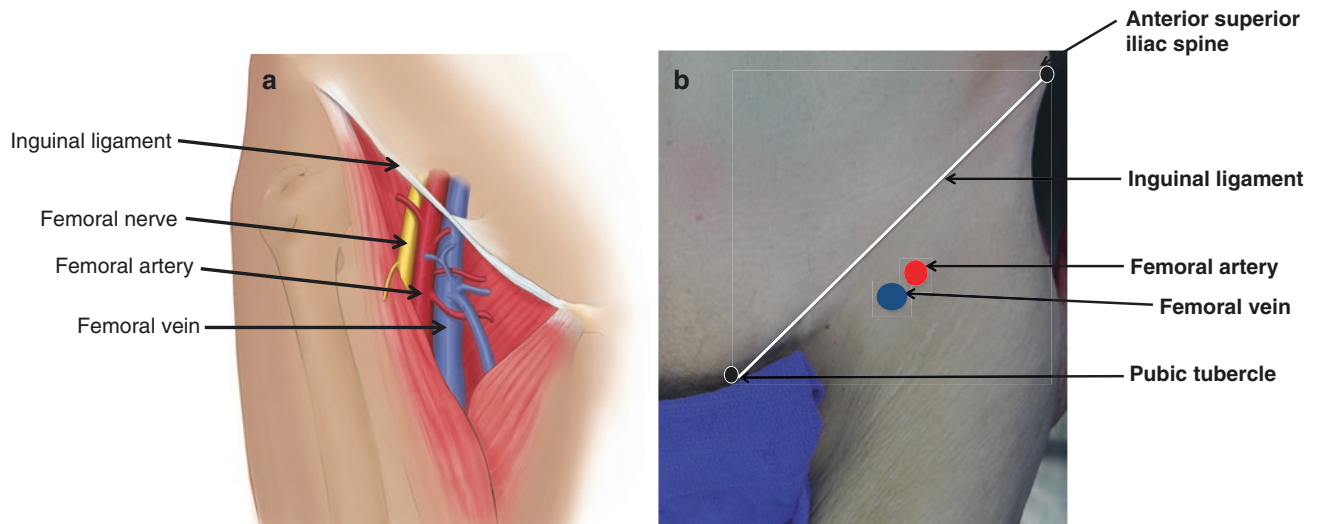 a
Inguinal ligament
Femoral nerve
Femoral artery
Femoral vein
b
Anterior superior
iliac spine
Inguinal ligament
Femoral artery
Femoral vein
Pubic tubercle